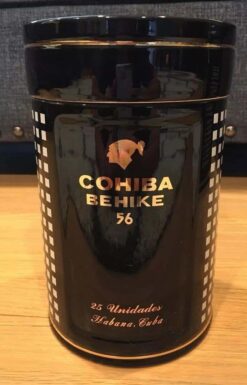 COHIBA
BEHIKE
56
25 Unidades
Habana, Cuba